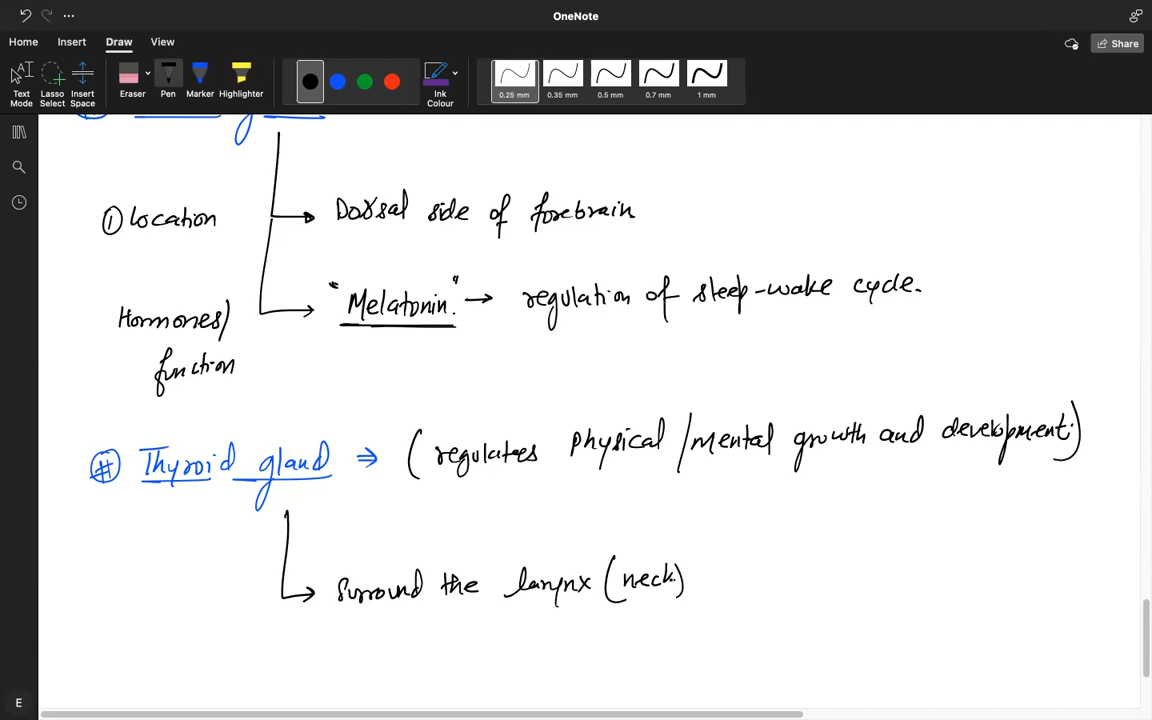 OneNote
Share
Home Insert Draw View
Text Mode
Lasso Select
Insert Space
Eraser
Pen
Marker
Highlighter
Ink Colour
0.25 mm
0.35 mm
0.5 mm
0.7 mm
1 mm
① location
Dorsal side of forebrain
"Melatonin." → regulation of sleep-wake cycle.
Hormones/
function
# Thyroid gland ⇒ (regulatees physical/mental growth and development.)
Surround the larynx (neck)
E